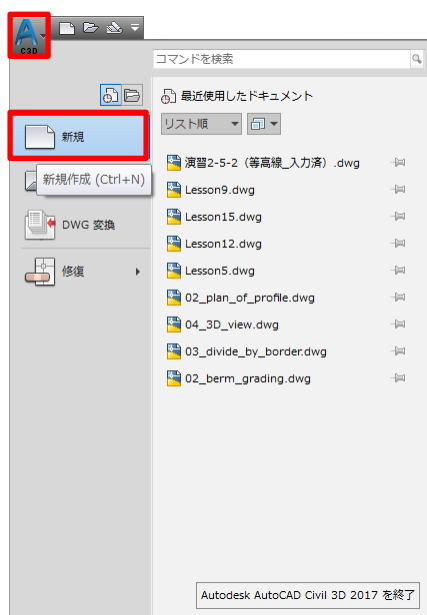 C3D
コマンドを検索
最近使用したドキュメント
リスト順
新規
新規作成 (Ctrl+N)
DWG 変換
修復
演習2-5-2（等高線_入力済）.dwg
Lesson9.dwg
Lesson15.dwg
Lesson12.dwg
Lesson5.dwg
02_plan_of_profile.dwg
04_3D_view.dwg
03_divide_by_border.dwg
02_berm_grading.dwg
Autodesk AutoCAD Civil 3D 2017 を終了